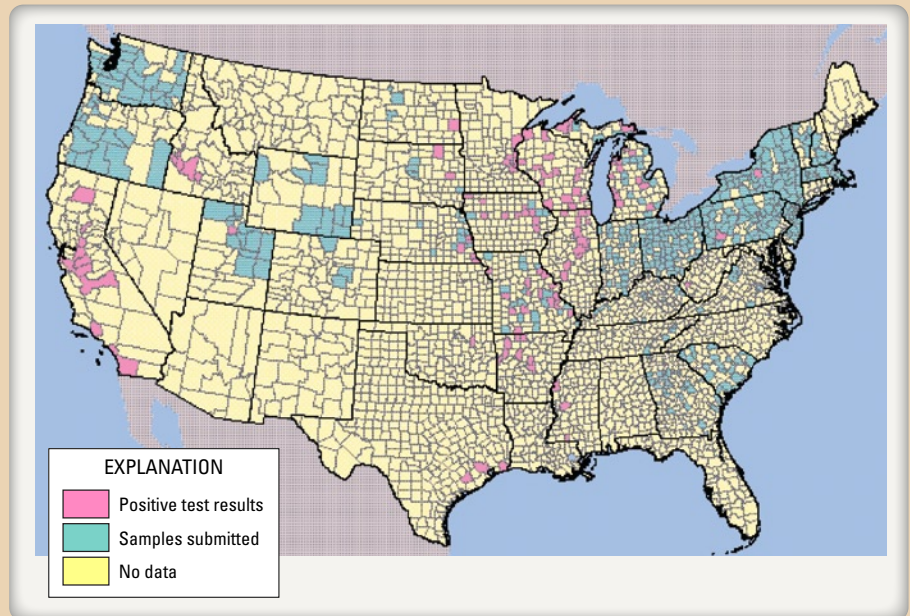 EXPLANATION
Positive test results
Samples submitted
No data